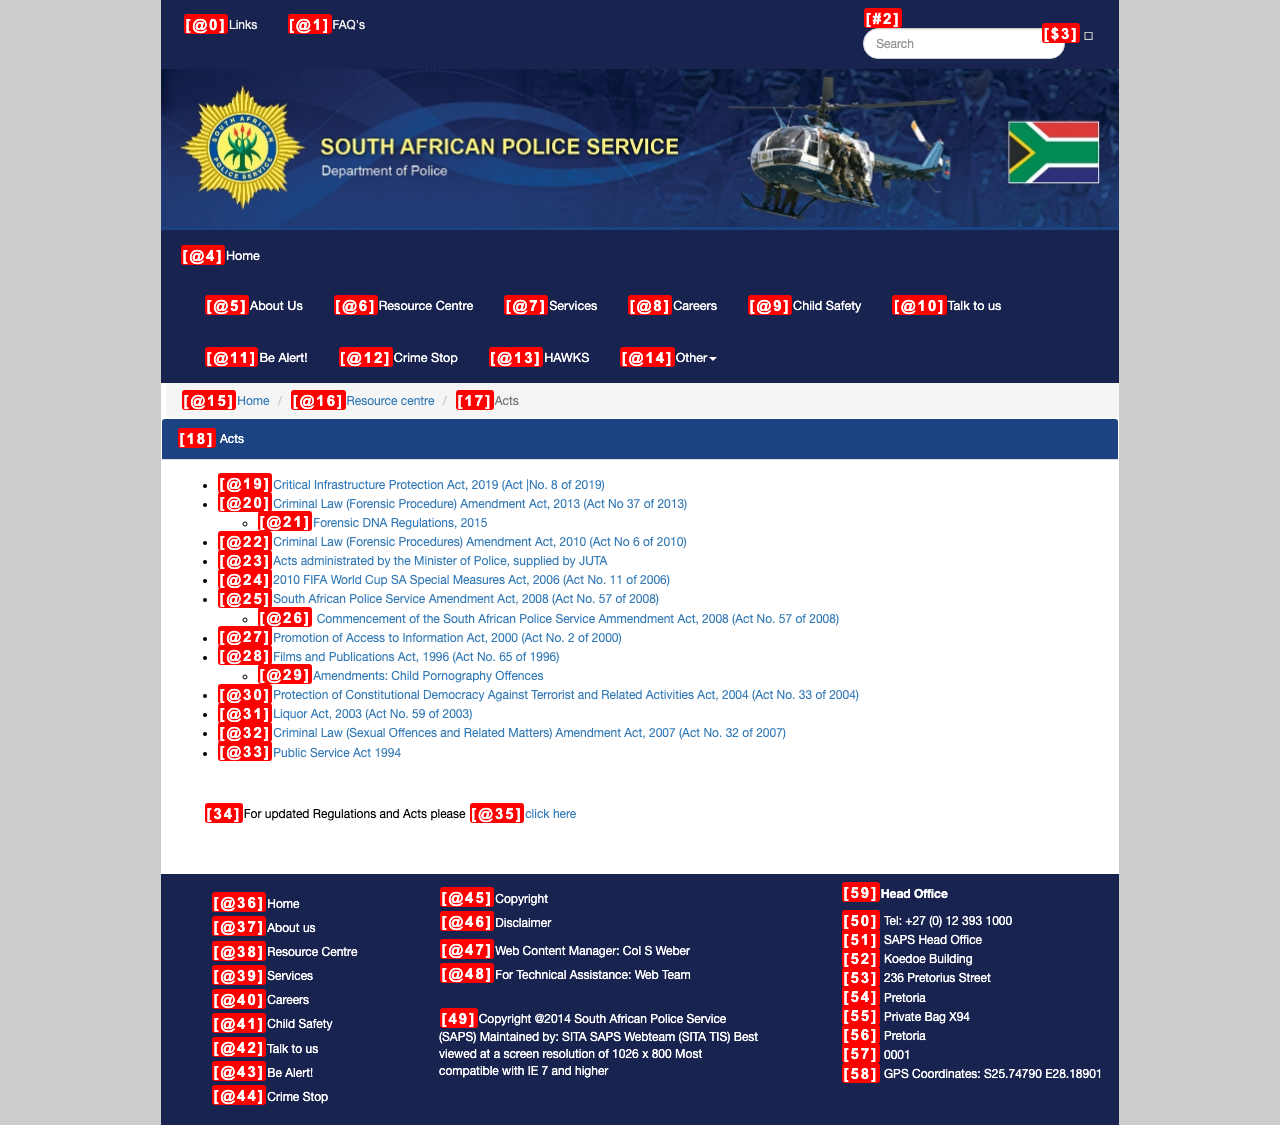 [@0] Links [@1] FAQ's [#2]
Search [$3]
SOUTH AFRICAN POLICE SERVICE
Department of Police
SOUTH AFRICAN POLICE SERVICE
[@4] Home
[@5] About Us [@6] Resource Centre [@7] Services [@8] Careers [@9] Child Safety [@10] Talk to us
[@11] Be Alert! [@12] Crime Stop [@13] HAWKS [@14] Other
[@15] Home / [@16] Resource centre / [17] Acts
[18] Acts
[@19] Critical Infrastructure Protection Act, 2019 (Act |No. 8 of 2019)
[@20] Criminal Law (Forensic Procedure) Amendment Act, 2013 (Act No 37 of 2013)
[@21] Forensic DNA Regulations, 2015
[@22] Criminal Law (Forensic Procedures) Amendment Act, 2010 (Act No 6 of 2010)
[@23] Acts administrated by the Minister of Police, supplied by JUTA
[@24] 2010 FIFA World Cup SA Special Measures Act, 2006 (Act No. 11 of 2006)
[@25] South African Police Service Amendment Act, 2008 (Act No. 57 of 2008)
[@26] Commencement of the South African Police Service Ammendment Act, 2008 (Act No. 57 of 2008)
[@27] Promotion of Access to Information Act, 2000 (Act No. 2 of 2000)
[@28] Films and Publications Act, 1996 (Act No. 65 of 1996)
[@29] Amendments: Child Pornography Offences
[@30] Protection of Constitutional Democracy Against Terrorist and Related Activities Act, 2004 (Act No. 33 of 2004)
[@31] Liquor Act, 2003 (Act No. 59 of 2003)
[@32] Criminal Law (Sexual Offences and Related Matters) Amendment Act, 2007 (Act No. 32 of 2007)
[@33] Public Service Act 1994
[34] For updated Regulations and Acts please [@35] click here
[@36] Home
[@37] About us
[@38] Resource Centre
[@39] Services
[@40] Careers
[@41] Child Safety
[@42] Talk to us
[@43] Be Alert!
[@44] Crime Stop
[@45] Copyright
[@46] Disclaimer
[@47] Web Content Manager: Col S Weber
[@48] For Technical Assistance: Web Team
[49] Copyright @2014 South African Police Service
(SAPS) Maintained by: SITA SAPS Webteam (SITA TIS) Best
viewed at a screen resolution of 1026 x 800 Most
compatible with IE 7 and higher
[59] Head Office
[50] Tel: +27 (0) 12 393 1000
[51] SAPS Head Office
[52] Koedoe Building
[53] 236 Pretorius Street
[54] Pretoria
[55] Private Bag X94
[56] Pretoria
[57] 0001
[58] GPS Coordinates: S25.74790 E28.18901